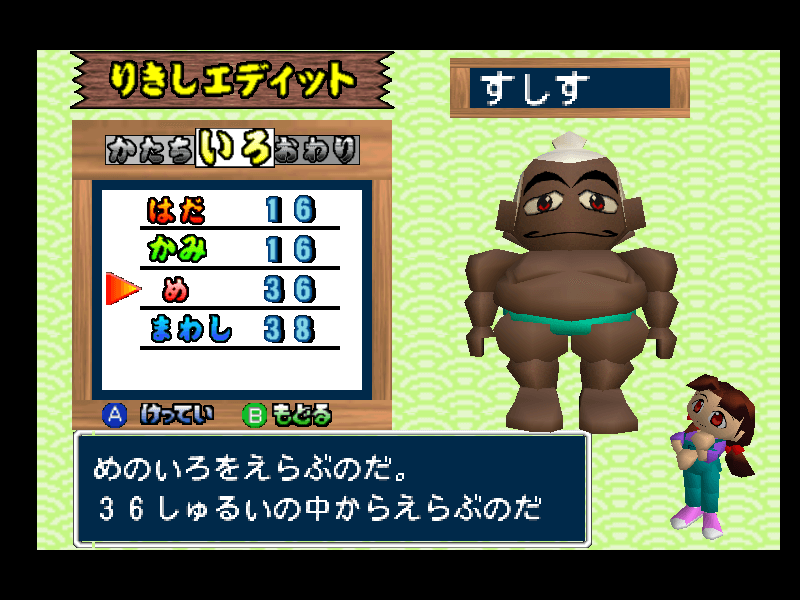 りきしエディット
すしす
かたち いろ おわり
はだ 16
かみ 16
め 36
まわし 38
A けってい B もどる
めのいろをえらぶのだ。
36しゅるいの中からえらぶのだ